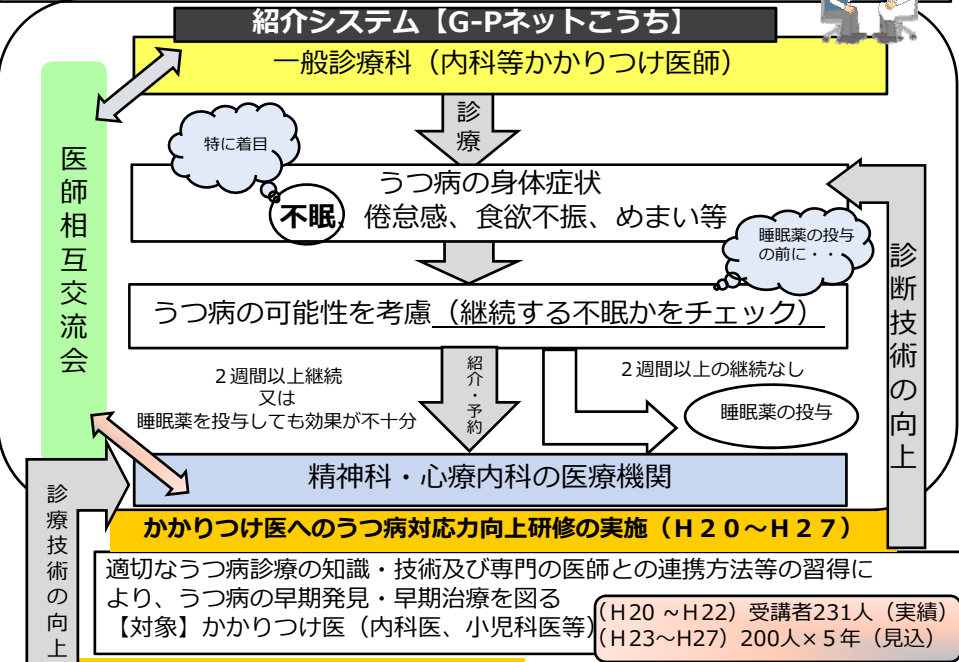 紹介システム【G-Pネットこうち】
一般診療科（内科等かかりつけ医師）
診療
特に着目
うつ病の身体症状
不眠、倦怠感、食欲不振、めまい等
睡眠薬の投与
の前に・・・
うつ病の可能性を考慮（継続する不眠かをチェック）
２週間以上継続
又は
睡眠薬を投与しても効果が不十分
紹介・予約
２週間以上の継続なし
睡眠薬の投与
精神科・心療内科の医療機関
医師相互交流会
診断技術の向上
診療技術の向上
かかりつけ医へのうつ病対応力向上研修の実施（Ｈ２０～Ｈ２７）
適切なうつ病診療の知識・技術及び専門の医師との連携方法等の習得に
より、うつ病の早期発見・早期治療を図る
【対象】かかりつけ医（内科医、小児科医等）
（H20 ～H22）受講者231人（実績）
（H23～H27）200人×５年（見込）